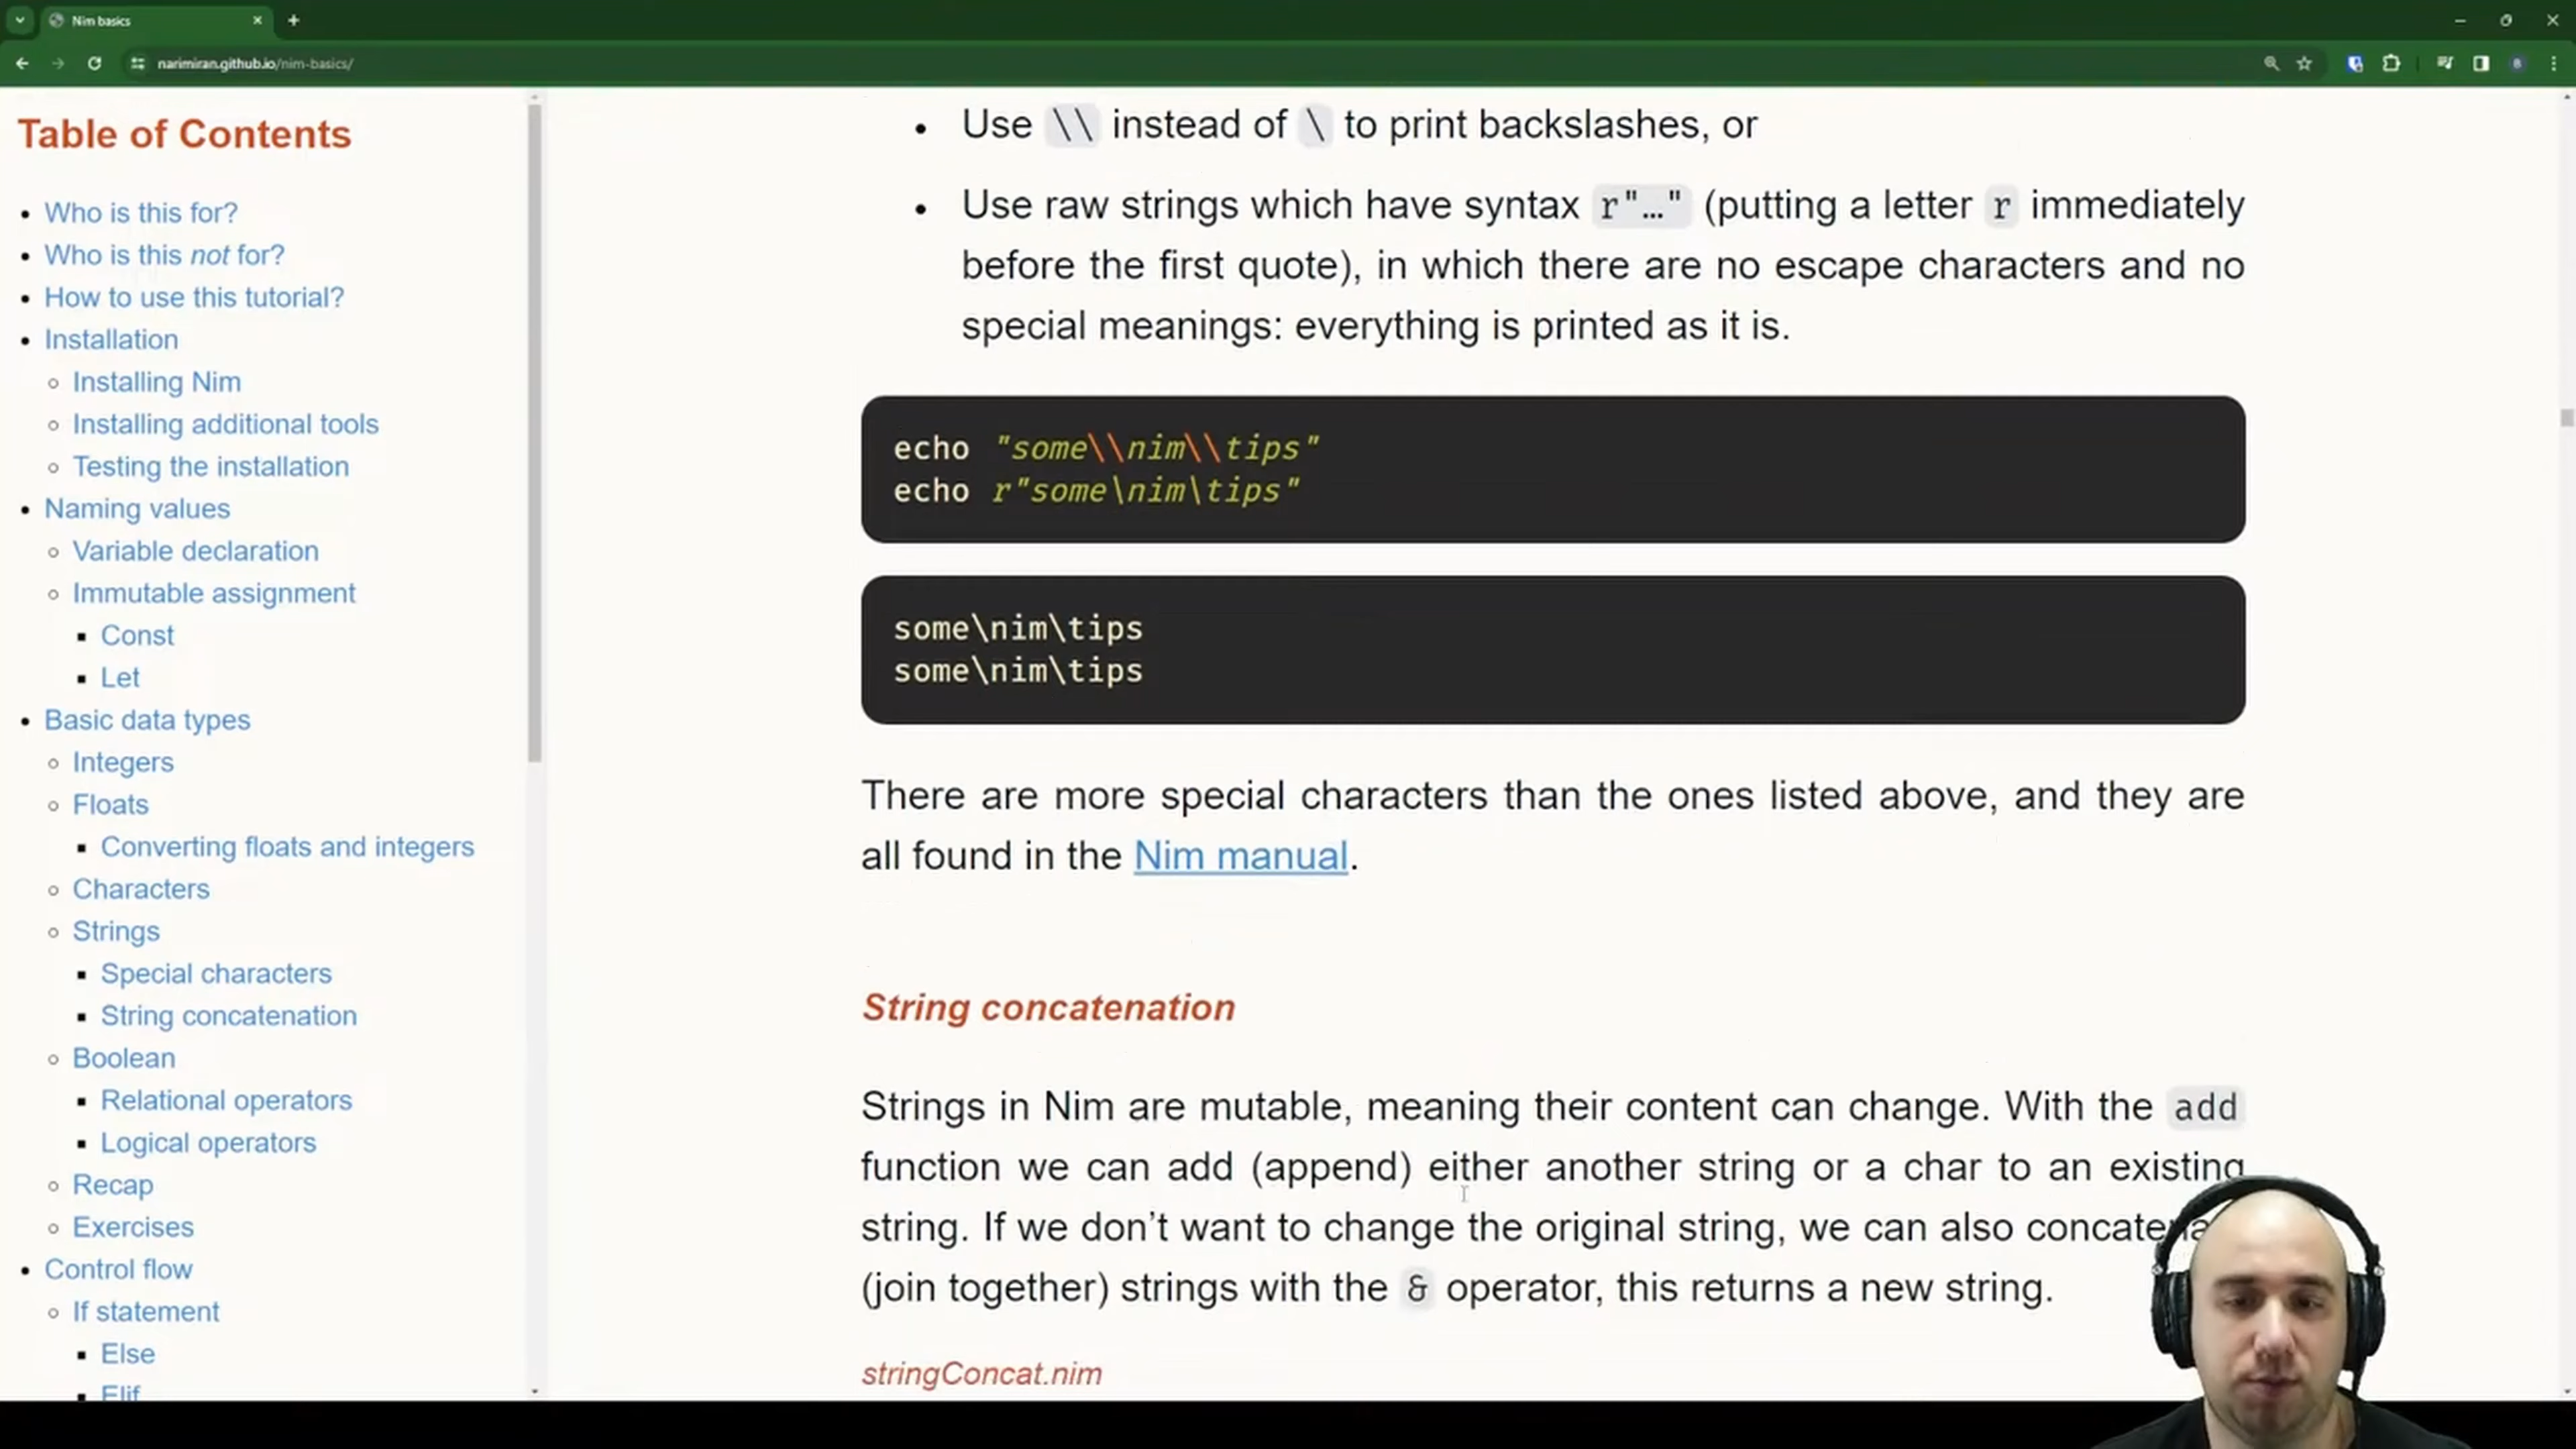 Nim basics
narimiran.github.io/nim-basics/
Table of Contents
Who is this for?
Who is this not for?
How to use this tutorial?
Installation
Installing Nim
Installing additional tools
Testing the installation
Naming values
Variable declaration
Immutable assignment
Const
Let
Basic data types
Integers
Floats
Converting floats and integers
Characters
Strings
Special characters
String concatenation
Boolean
Relational operators
Logical operators
Recap
Exercises
Control flow
If statement
Else
Elif
Use \\ instead of \ to print backslashes, or
Use raw strings which have syntax r"…" (putting a letter r immediately
before the first quote), in which there are no escape characters and no
special meanings: everything is printed as it is.
echo "some\\nim\\tips"
echo r"some\nim\tips"
some\nim\tips
some\nim\tips
There are more special characters than the ones listed above, and they are
all found in the Nim manual.
String concatenation
Strings in Nim are mutable, meaning their content can change. With the add
function we can add (append) either another string or a char to an existing
string. If we don’t want to change the original string, we can also
(join together) strings with the & operator, this returns a new string.
stringConcat.nim